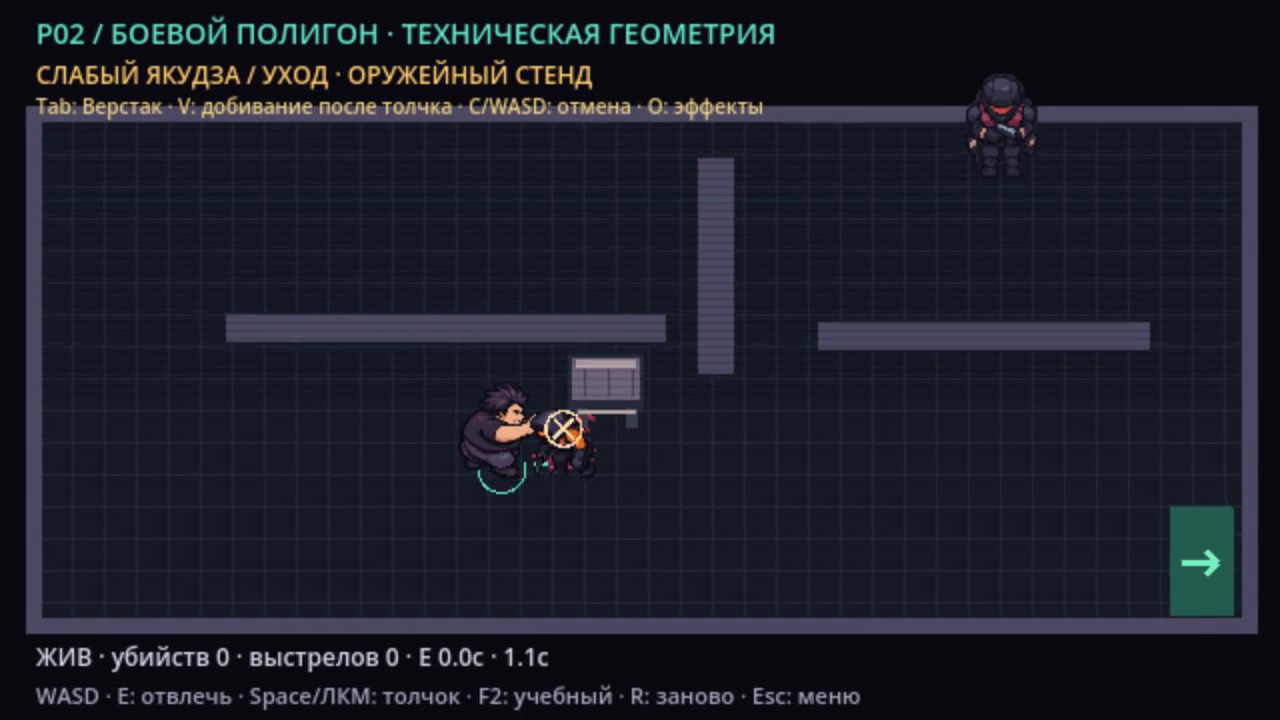 P02 / БОЕВОЙ ПОЛИГОН · ТЕХНИЧЕСКАЯ ГЕОМЕТРИЯ
СЛАБЫЙ ЯКУДЗА / УХОД · ОРУЖЕЙНЫЙ СТЕНД
Tab: Верстак · V: добивание после толчка · C/WASD: отмена · O: эффекты
ЖИВ · убийств 0 · выстрелов 0 · E 0.0с · 1.1с
WASD · E: отвлечь · Space/ЛКМ: толчок · F2: учебный · R: заново · Esc: меню